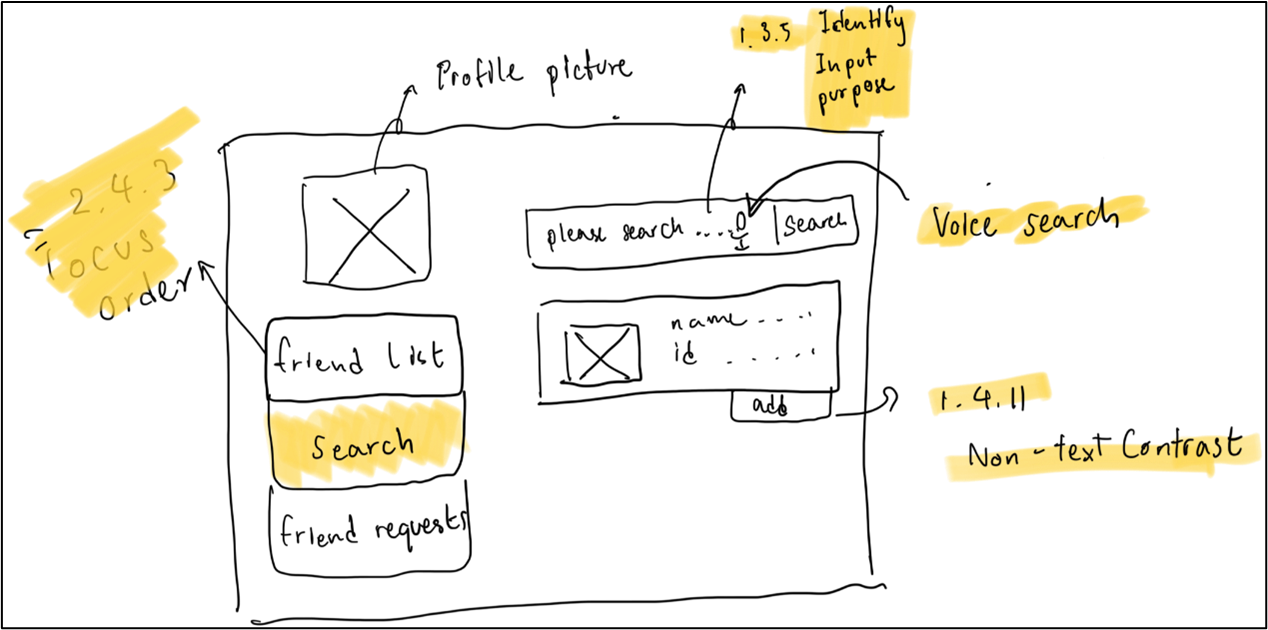 Profile picture
1.3.5 Identify
Input
purpose
2.4.3
Focus
order
please search ..... | Search
Voice search
name ....
id .....
add
1.4.11
Non-text Contrast
friend list
Search
friend requests